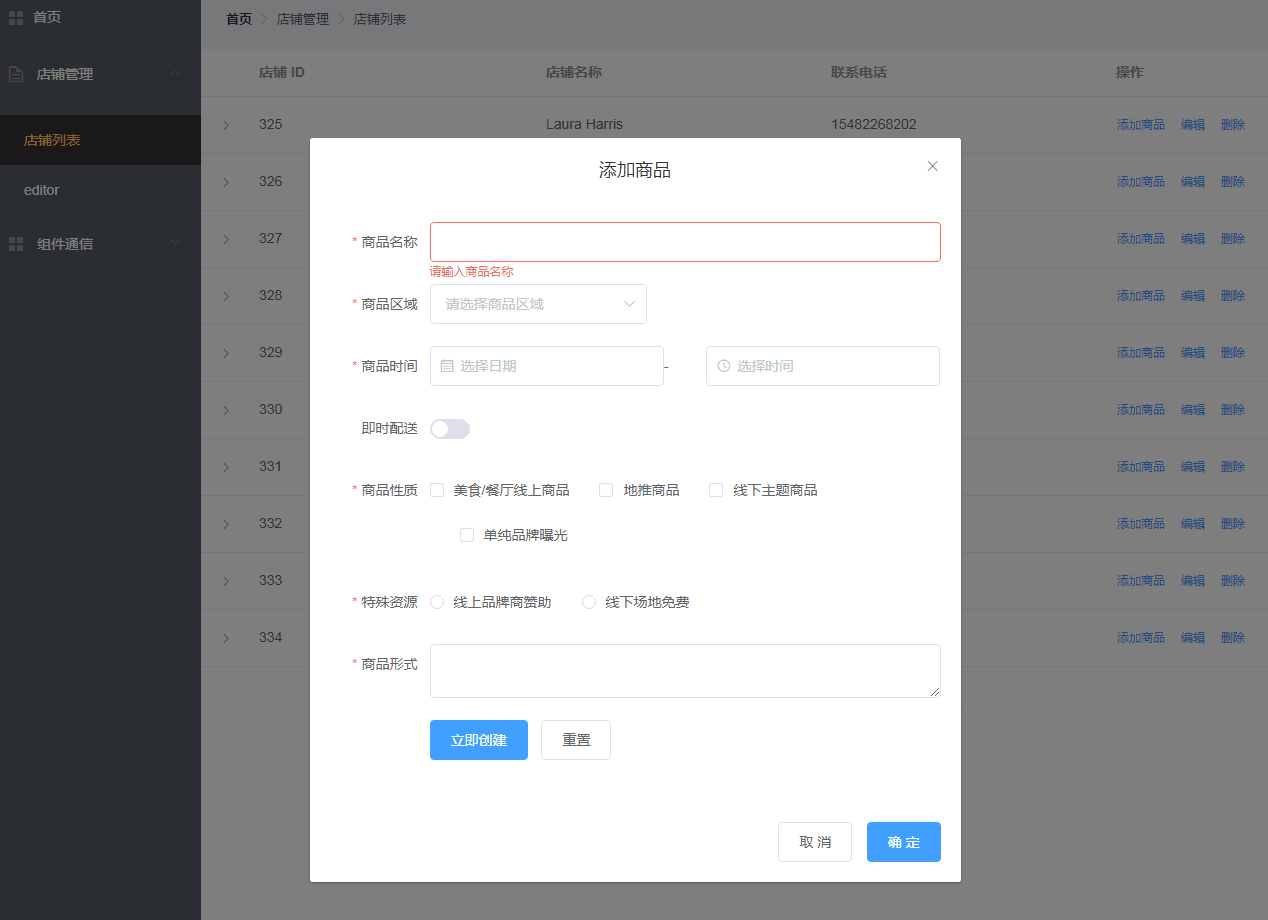 首页
店铺管理
店铺列表
editor
组件通信
首页 店铺管理 店铺列表
店铺 ID 店铺名称 联系电话 操作
325 Laura Harris 15482268202 添加商品 编辑 删除
326 添加商品 编辑 删除
327 添加商品 编辑 删除
328 添加商品 编辑 删除
329 添加商品 编辑 删除
330 添加商品 编辑 删除
331 添加商品 编辑 删除
332 添加商品 编辑 删除
333 添加商品 编辑 删除
334 添加商品 编辑 删除
添加商品
* 商品名称
请输入商品名称
* 商品区域 请选择商品区域
* 商品时间 选择日期 - 选择时间
即时配送
* 商品性质 美食/餐厅线上商品 地推商品 线下主题商品
单纯品牌曝光
* 特殊资源 线上品牌商赞助 线下场地免费
* 商品形式
立即创建 重置
取 消 确 定